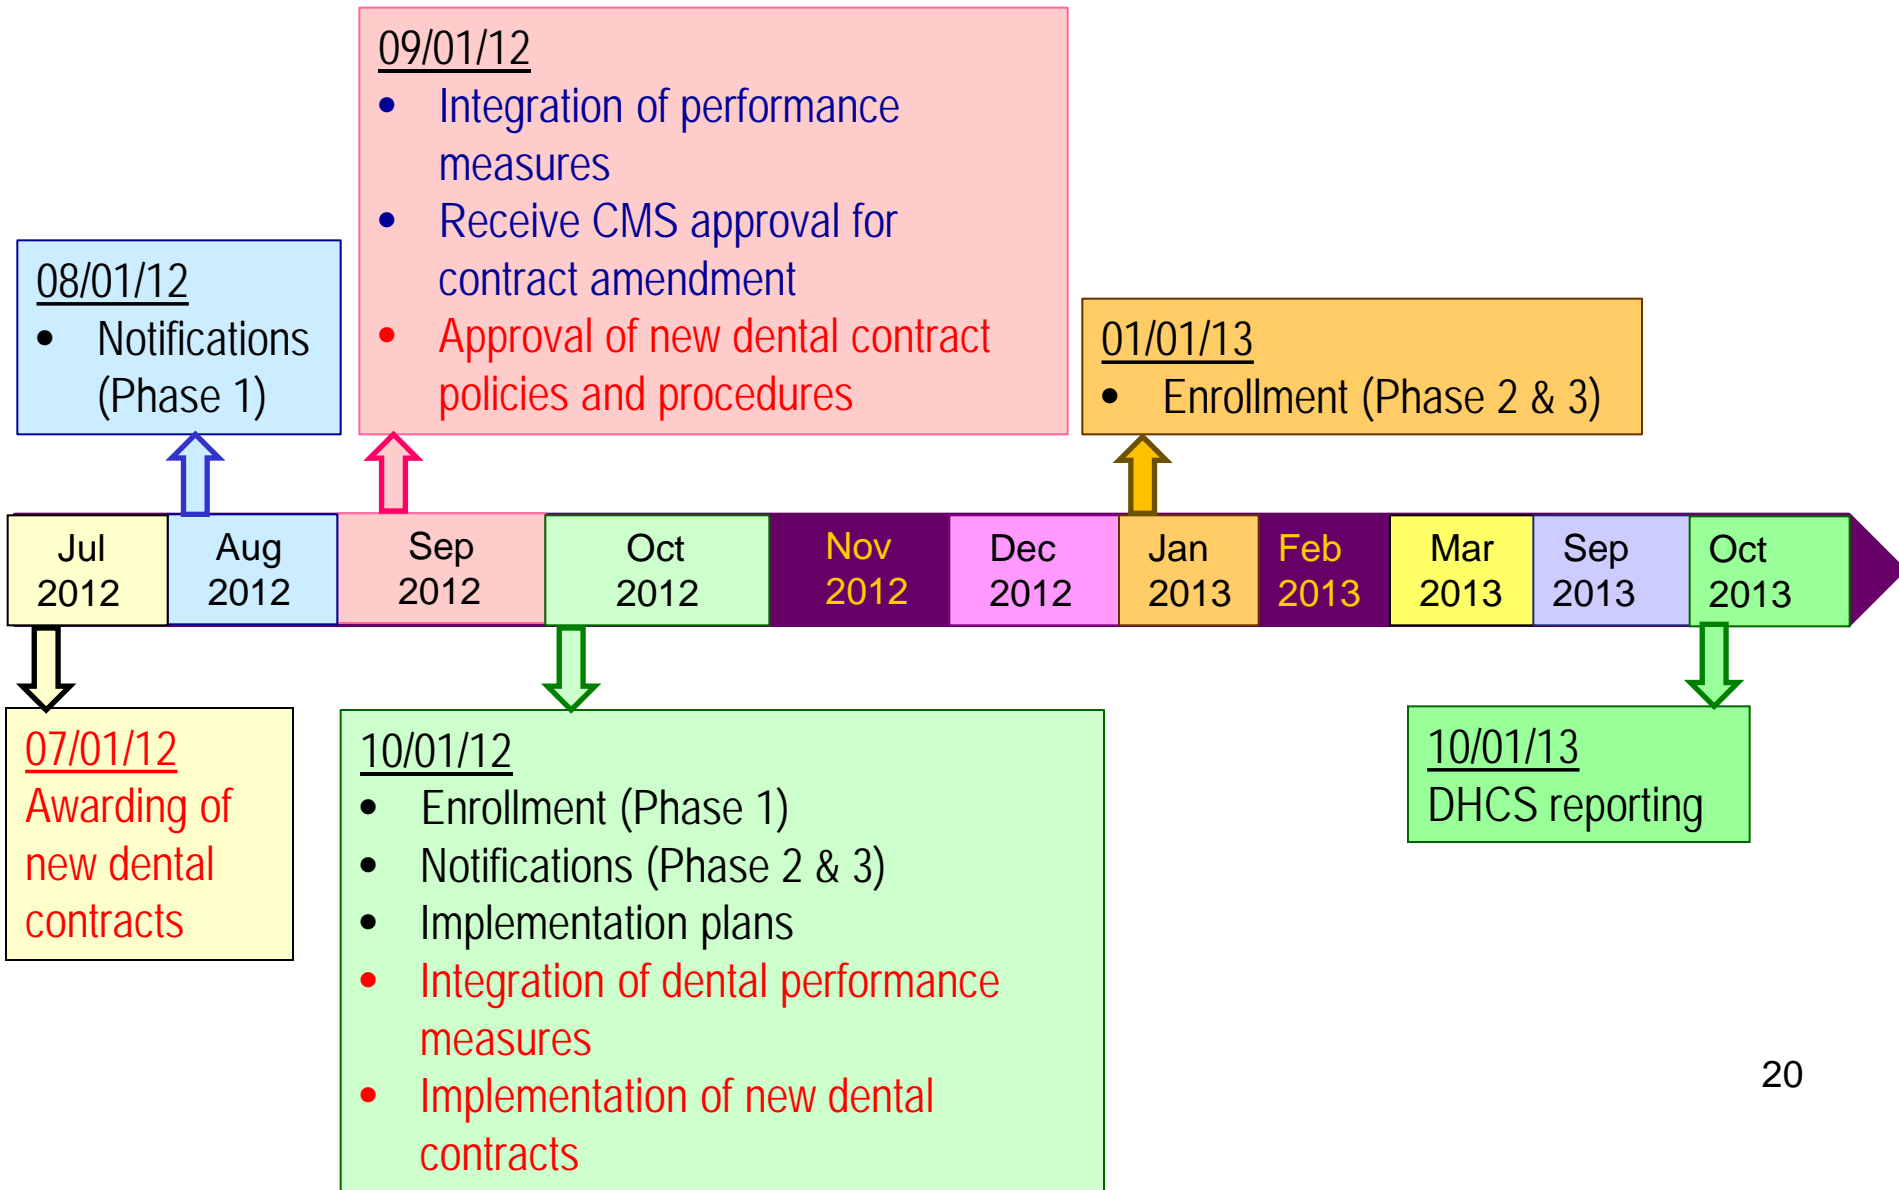 09/01/12
• Integration of performance
measures
• Receive CMS approval for
contract amendment
• Approval of new dental contract
policies and procedures
08/01/12
• Notifications
(Phase 1)
01/01/13
• Enrollment (Phase 2 & 3)
Jul
2012
Aug
2012
Sep
2012
Oct
2012
Nov
2012
Dec
2012
Jan
2013
Feb
2013
Mar
2013
Sep
2013
Oct
2013
07/01/12
Awarding of
new dental
contracts
10/01/12
• Enrollment (Phase 1)
• Notifications (Phase 2 & 3)
• Implementation plans
• Integration of dental performance
measures
• Implementation of new dental
contracts
10/01/13
DHCS reporting
20